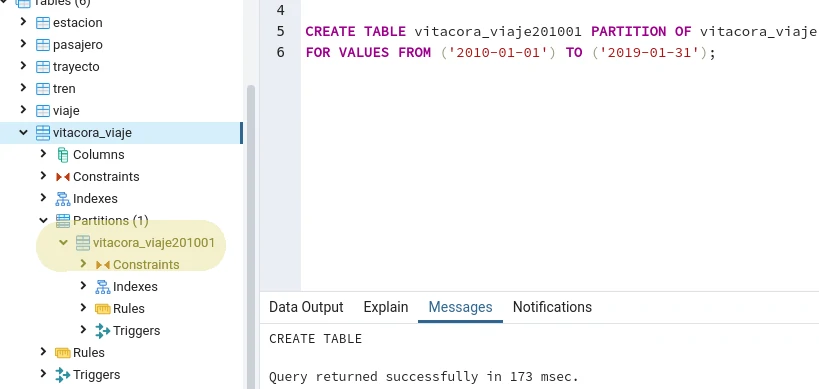 Tables (6)
estacion
pasajero
trayecto
tren
viaje
vitacora_viaje
Columns
Constraints
Indexes
Partitions (1)
vitacora_viaje201001
Constraints
Indexes
Rules
Triggers
Rules
Triggers
4
5 CREATE TABLE vitacora_viaje201001 PARTITION OF vitacora_viaje
6 FOR VALUES FROM ('2010-01-01') TO ('2019-01-31');
Data Output Explain Messages Notifications
CREATE TABLE
Query returned successfully in 173 msec.